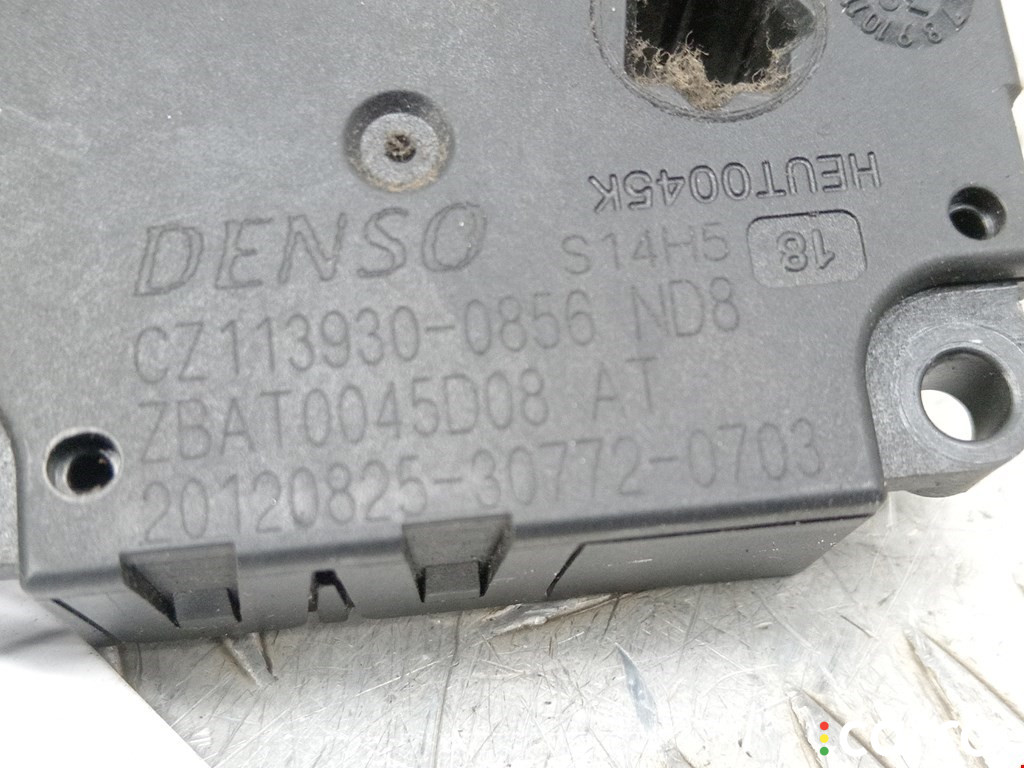 HEUT0045K
18
DENSO S14H5
CZ113930-0856 ND8
ZBAT0045D08 AT
20120825-30772-0703